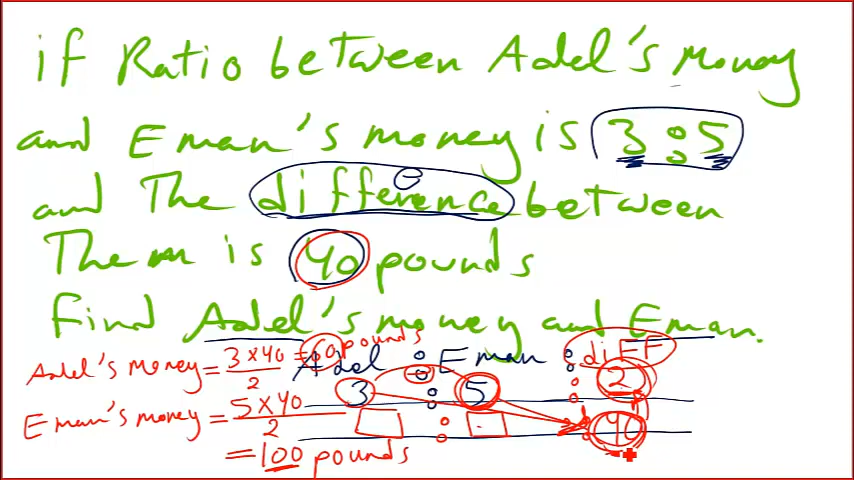 if Ratio between Adel's Money
and Eman's money is 3:5
and The difference between
Them is 40 pounds
Find Adel's money and Eman.
Adel : Eman : diFF
3 : 5 : 2
: : 40
Adel's Money = 3×40/2 = 60 pounds
Eman's money = 5×40/2
= 100 pounds